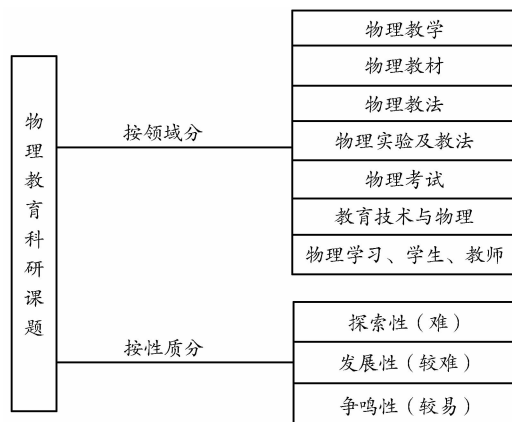 物理教育科研课题
按领域分
物理教学
物理教材
物理教法
物理实验及教法
物理考试
教育技术与物理
物理学习、学生、教师
按性质分
探索性（难）
发展性（较难）
争鸣性（较易）